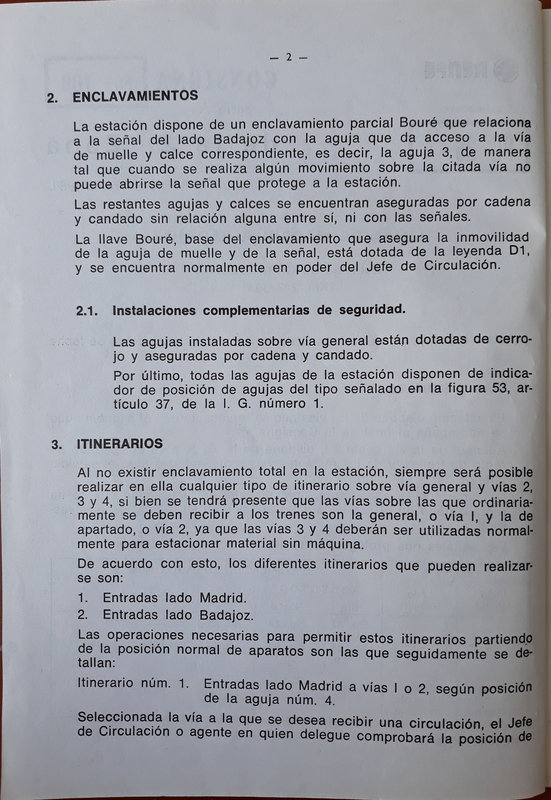 — 2 —
2. ENCLAVAMIENTOS
La estación dispone de un enclavamiento parcial Bouré que relaciona
a la señal del lado Badajoz con la aguja que da acceso a la vía
de muelle y calce correspondiente, es decir, la aguja 3, de manera
tal que cuando se realiza algún movimiento sobre la citada vía no
puede abrirse la señal que protege a la estación.
Las restantes agujas y calces se encuentran aseguradas por cadena
y candado sin relación alguna entre sí, ni con las señales.
La llave Bouré, base del enclavamiento que asegura la inmovilidad
de la aguja de muelle y de la señal, está dotada de la leyenda D1,
y se encuentra normalmente en poder del Jefe de Circulación.
2.1. Instalaciones complementarias de seguridad.
Las agujas instaladas sobre vía general están dotadas de cerro-
jo y aseguradas por cadena y candado.
Por último, todas las agujas de la estación disponen de indica-
dor de posición de agujas del tipo señalado en la figura 53, ar-
tículo 37, de la I. G. número 1.
3. ITINERARIOS
Al no existir enclavamiento total en la estación, siempre será posible
realizar en ella cualquier tipo de itinerario sobre vía general y vías 2,
3 y 4, si bien se tendrá presente que las vías sobre las que ordinaria-
mente se deben recibir a los trenes son la general, o vía I, y la de
apartado, o vía 2, ya que las vías 3 y 4 deberán ser utilizadas normal-
mente para estacionar material sin máquina.
De acuerdo con esto, los diferentes itinerarios que pueden realizar-
se son:
1. Entradas lado Madrid.
2. Entradas lado Badajoz.
Las operaciones necesarias para permitir estos itinerarios partiendo
de la posición normal de aparatos son las que seguidamente se de-
tallan:
Itinerario núm. 1. Entradas lado Madrid a vías I o 2, según posición
de la aguja núm. 4.
Seleccionada la vía a la que se desea recibir una circulación, el Jefe
de Circulación o agente en quien delegue comprobará la posición de